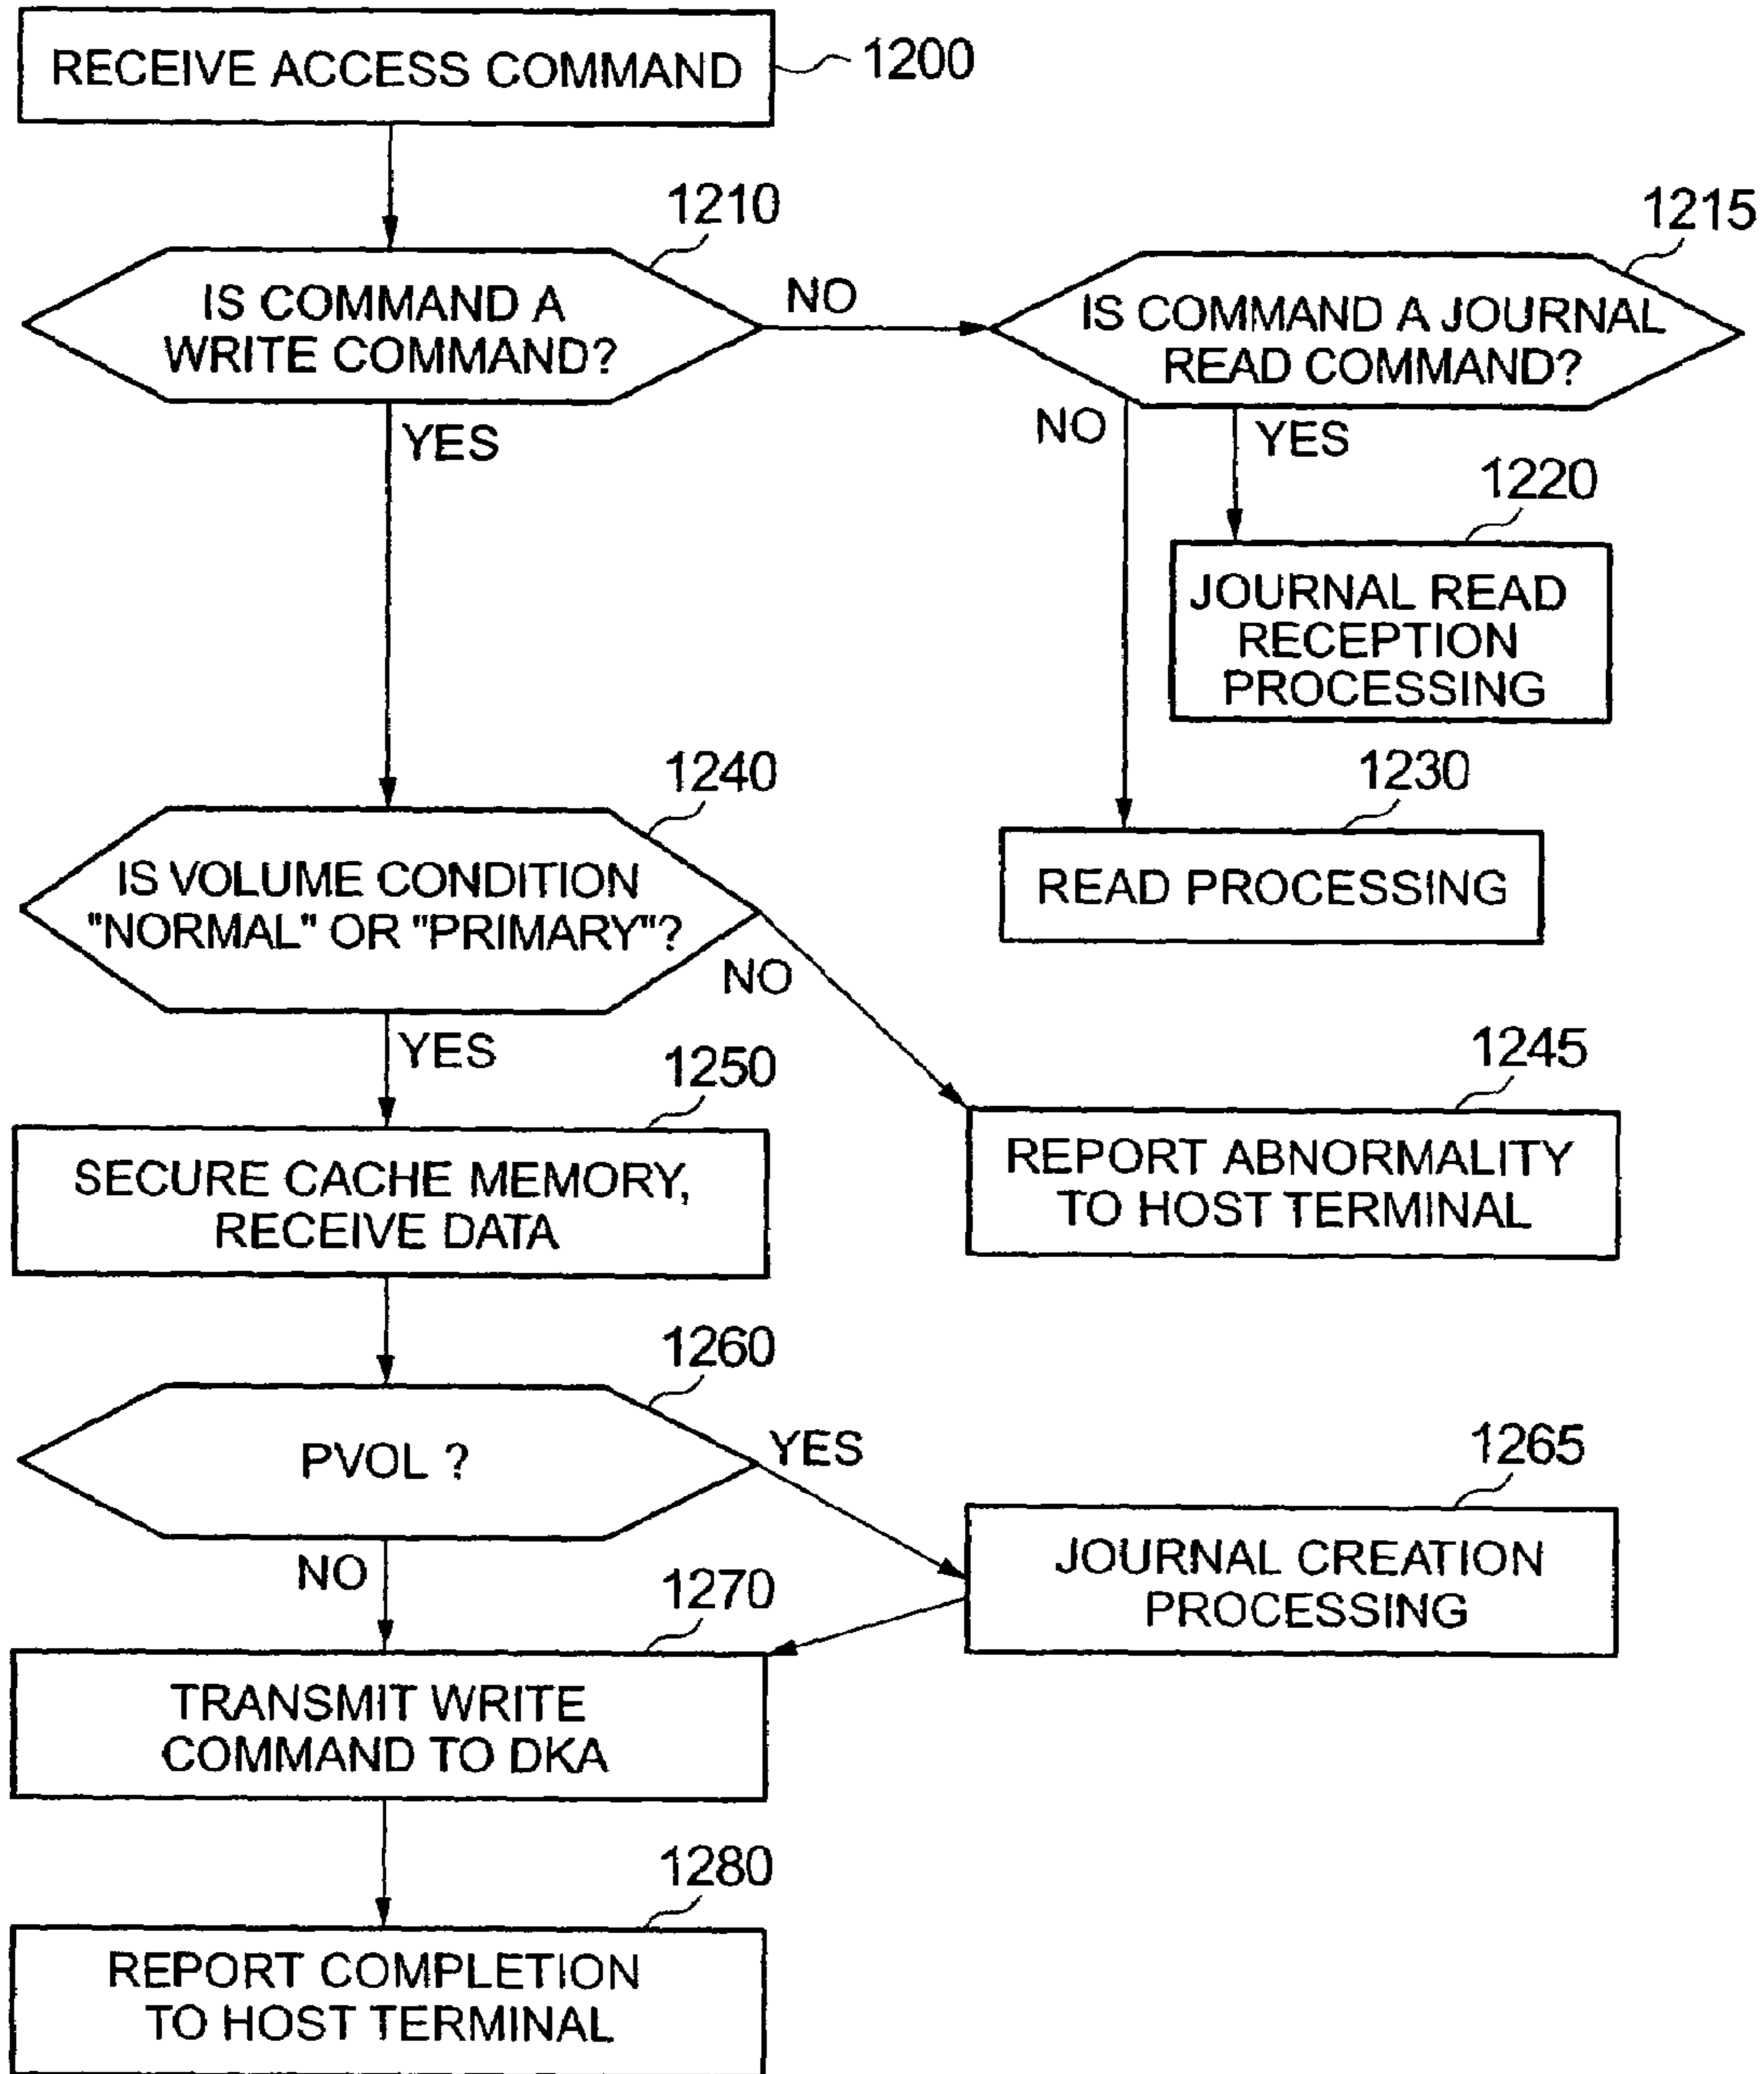 RECEIVE ACCESS COMMAND
1200
1210
1215
IS COMMAND A
WRITE COMMAND?
NO
IS COMMAND A JOURNAL
READ COMMAND?
YES
NO
YES
1220
JOURNAL READ
RECEPTION
PROCESSING
1240
1230
IS VOLUME CONDITION
"NORMAL" OR "PRIMARY"?
READ PROCESSING
NO
YES
1245
1250
REPORT ABNORMALITY
TO HOST TERMINAL
SECURE CACHE MEMORY,
RECEIVE DATA
1260
PVOL ?
YES
1265
NO
JOURNAL CREATION
PROCESSING
1270
TRANSMIT WRITE
COMMAND TO DKA
1280
REPORT COMPLETION
TO HOST TERMINAL